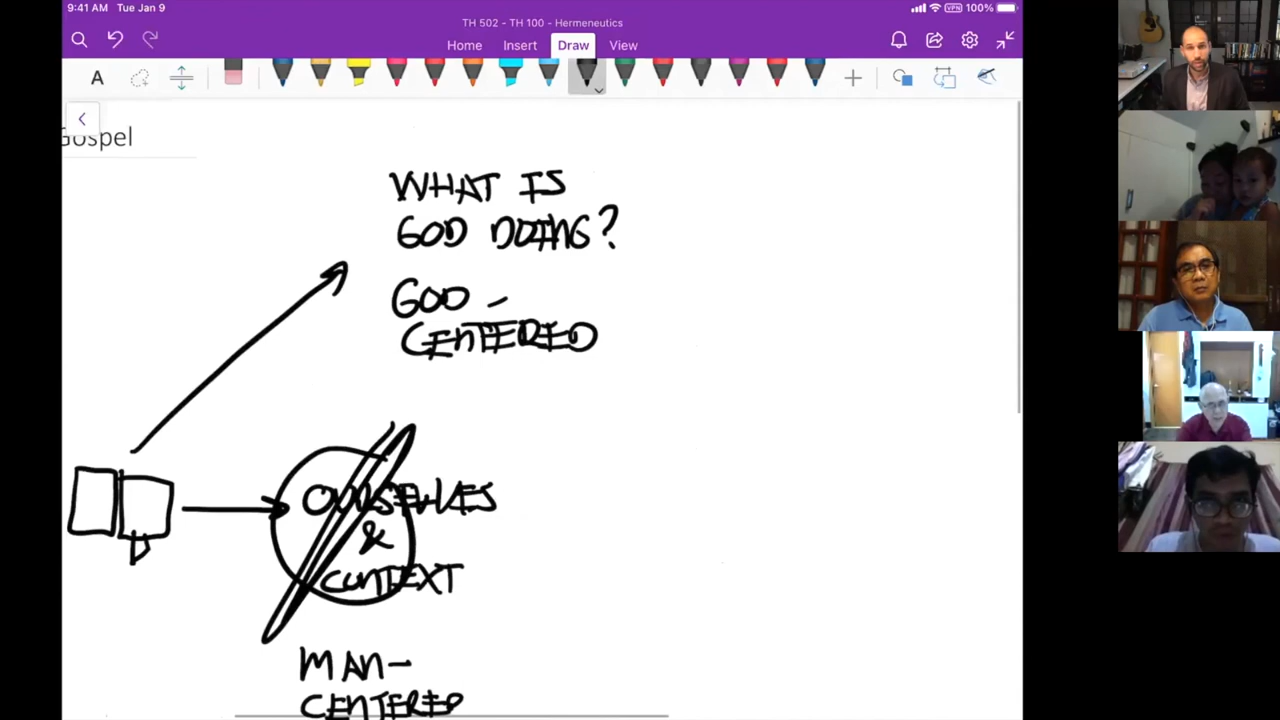 9:41 AM Tue Jan 9
VPN 100%
TH 502 - TH 100 - Hermeneutics
Home Insert Draw View
A
Gospel
WHAT IS
GOD DOING?
GOD -
CENTERED
OURSELVES
&
CONTEXT
MAN-
CENTERED